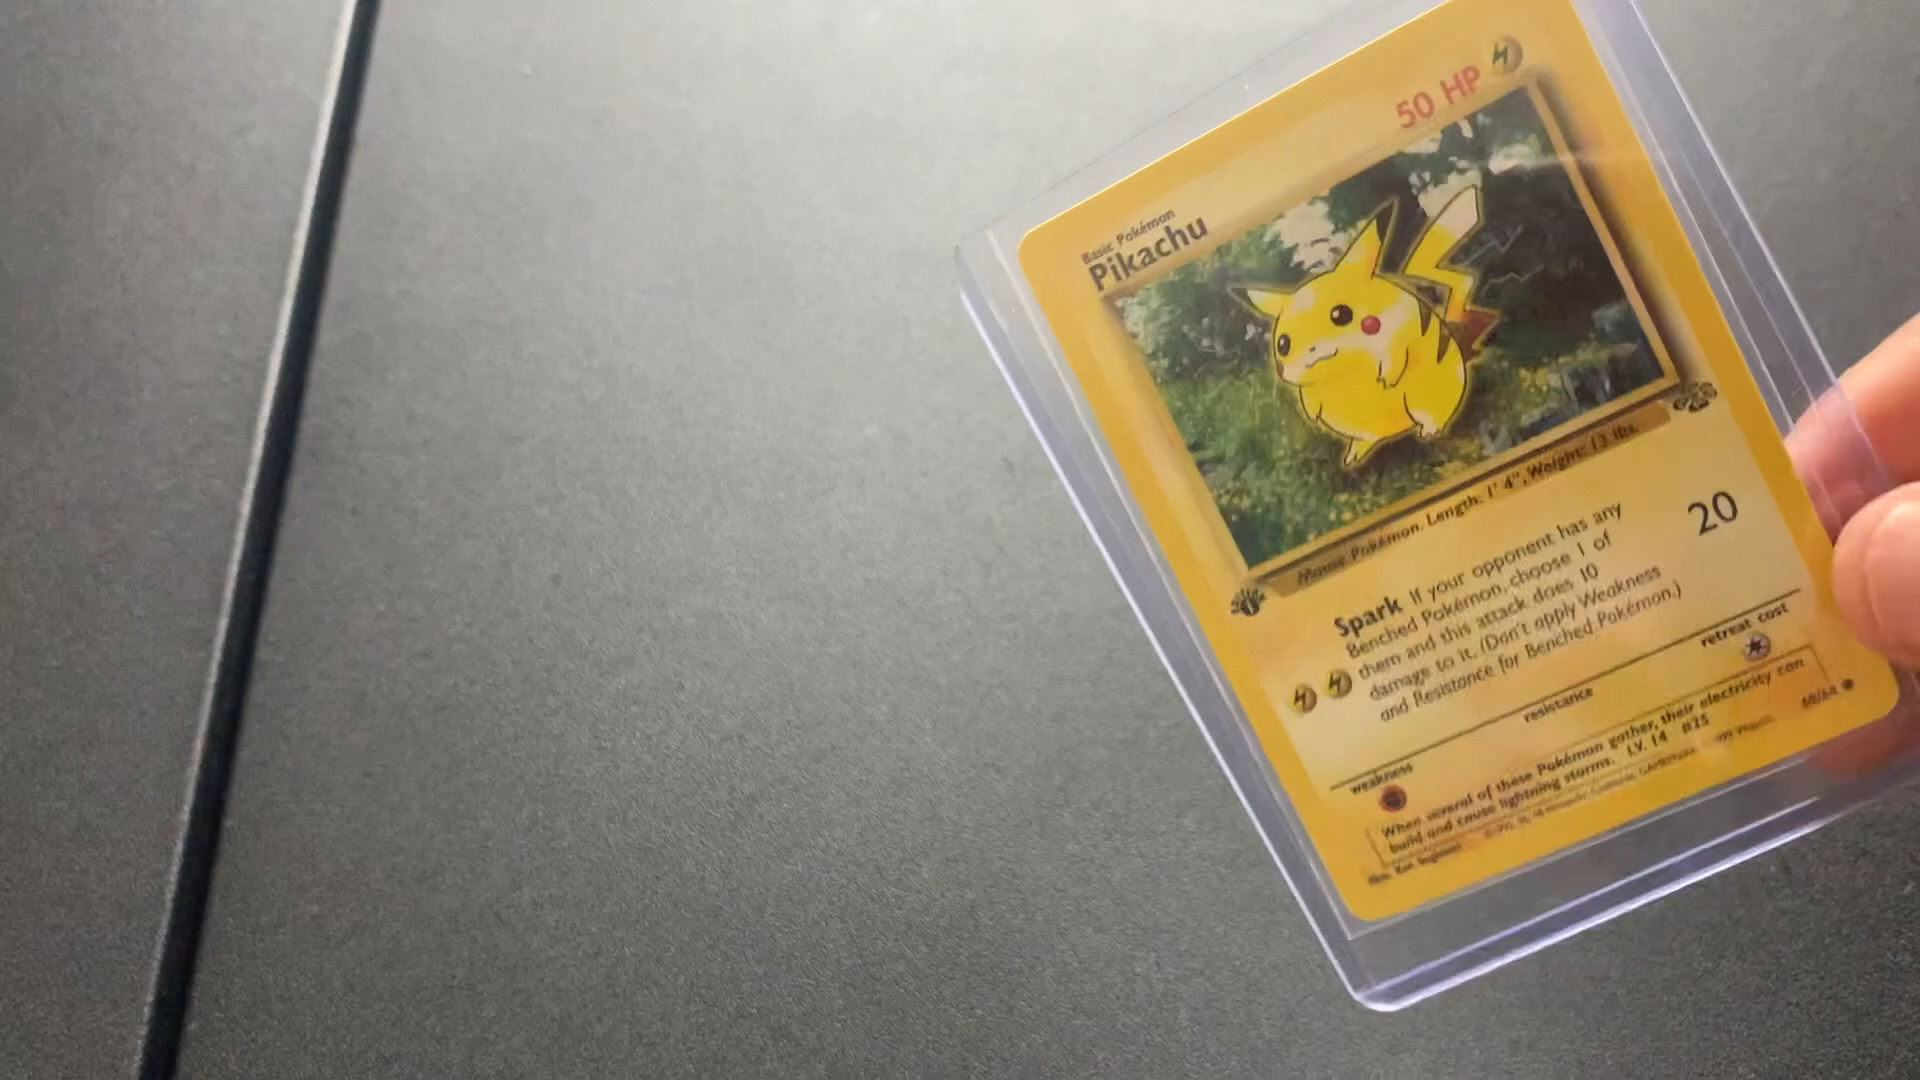 50 HP
Basic Pokémon
Pikachu
Mouse Pokémon. Length: 1' 4", Weight: 13 lbs.
Spark If your opponent has any
Benched Pokémon, choose 1 of
them and this attack does 10
damage to it. (Don't apply Weakness
and Resistance for Benched Pokémon.)
20
weakness
resistance
retreat cost
When several of these Pokémon gather, their electricity can
build and cause lightning storms. LV. 14 #25
60/64